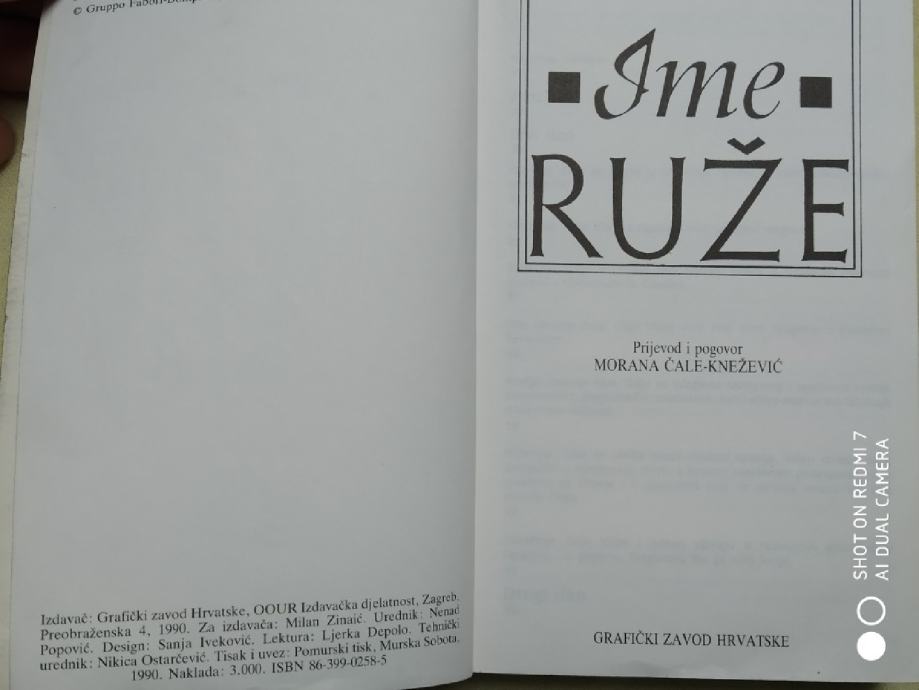 © Gruppo
Izdavač: Grafički zavod Hrvatske, OOUR Izdavačka djelatnost, Zagreb.
Preobraženska 4, 1990. Za izdavača: Milan Zinaić. Urednik: Nenad
Popović. Design: Sanja Iveković. Lektura: Ljerka Depolo. Tehnički
urednik: Nikica Ostarčević. Tisak i uvez: Pomurski tisk, Murska Sobota,
1990. Naklada: 3.000. ISBN 86-399-0258-5
Ime
RUŽE
Prijevod i pogovor
MORANA ČALE-KNEŽEVIĆ
GRAFIČKI ZAVOD HRVATSKE
SHOT ON REDMI 7
AI DUAL CAMERA